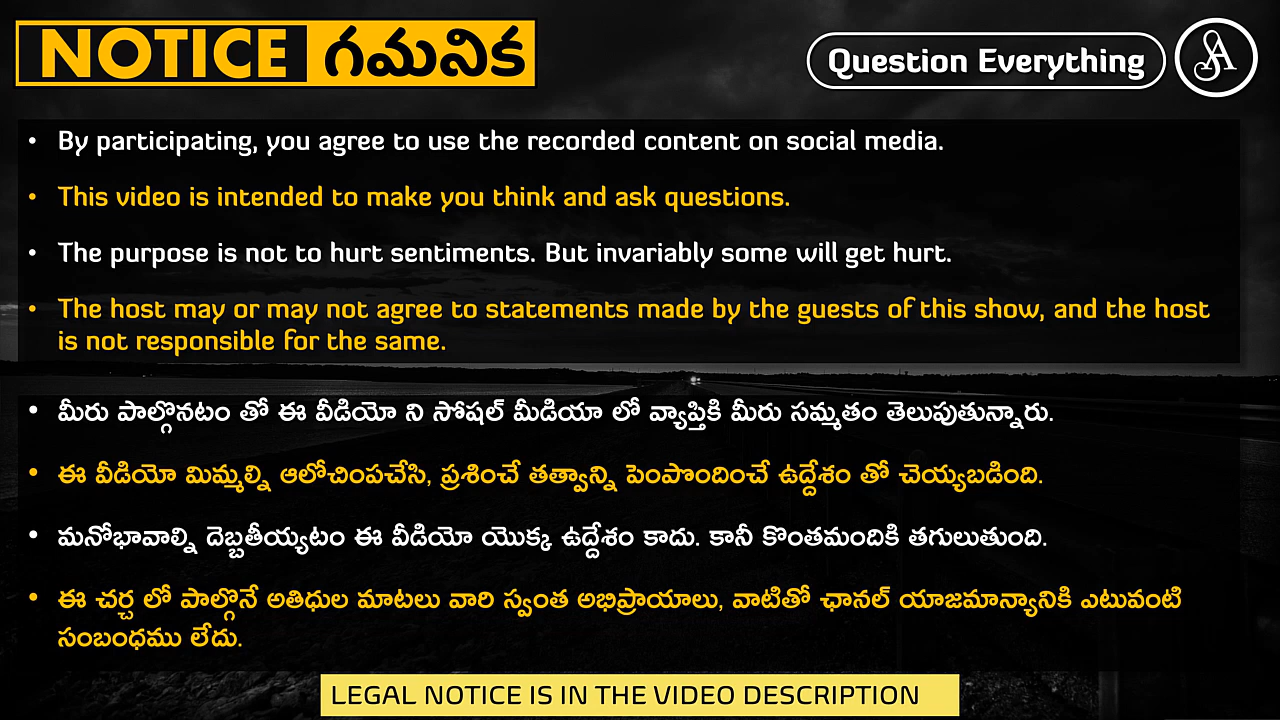 NOTICE గమనిక
Question Everything
• By participating, you agree to use the recorded content on social media.
• This video is intended to make you think and ask questions.
• The purpose is not to hurt sentiments. But invariably some will get hurt.
• The host may or may not agree to statements made by the guests of this show, and the host
is not responsible for the same.
• మీరు పాల్గొనటం తో ఈ వీడియో ని సోషల్ మీడియా లో వ్యాప్తికి మీరు సమ్మతం తెలుపుతున్నారు.
• ఈ వీడియో మిమ్మల్ని ఆలోచింపచేసి, ప్రశించే తత్వాన్ని పెంపొందించే ఉద్దేశం తో చెయ్యబడింది.
• మనోభావాల్ని దెబ్బతీయ్యటం ఈ వీడియో యొక్క ఉద్దేశం కాదు. కానీ కొంతమందికి తగులుతుంది.
• ఈ చర్చ లో పాల్గొనే అతిధుల మాటలు వారి స్వంత అభిప్రాయాలు, వాటితో ఛానల్ యాజమాన్యానికి ఎటువంటి
సంబంధము లేదు.
LEGAL NOTICE IS IN THE VIDEO DESCRIPTION